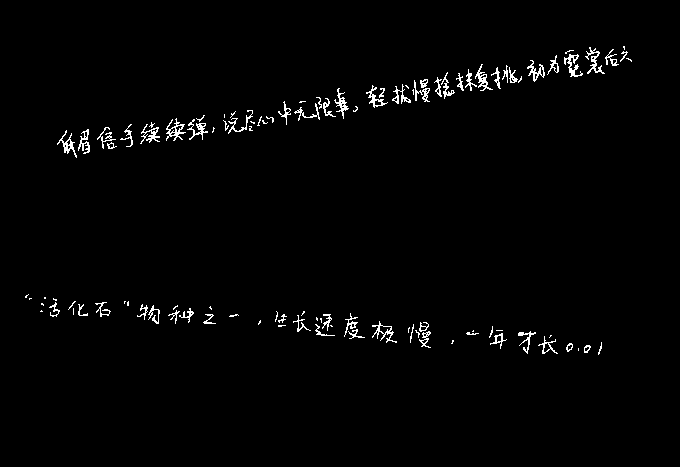 低眉信手续续弹，说尽心中无限事。轻拢慢捻抹复挑，初为霓裳后六
“活化石”物种之一，生长速度极慢，一年才长0.01